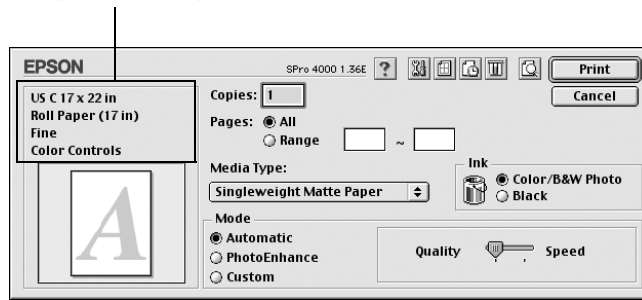 EPSON
SPro 4000 1.36E
?
Print
Cancel
US C 17 x 22 in
Roll Paper (17 in)
Fine
Color Controls
A
Copies: 1
Pages: All
Range ~
Media Type:
Singleweight Matte Paper
Ink
Color/B&W Photo
Black
Mode
Automatic
PhotoEnhance
Custom
Quality Speed